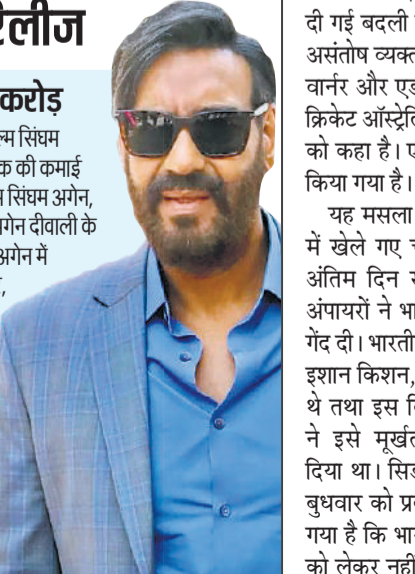 रिलीज
करोड़
ल्म सिंघम
क की कमाई
सिंघम अगेन,
गेन दीवाली के
अगेन में
दी गई बदली
असंतोष व्यक्त
वार्नर और एड
क्रिकेट ऑस्ट्रेलि
को कहा है। ए
किया गया है।
यह मसला
में खेले गए च
अंतिम दिन स
अंपायरों ने भा
गेंद दी। भारती
इशान किशन,
थे तथा इस वि
ने इसे मूर्खत
दिया था। सिड
बुधवार को प्र
गया है कि भा
को लेकर नहीं